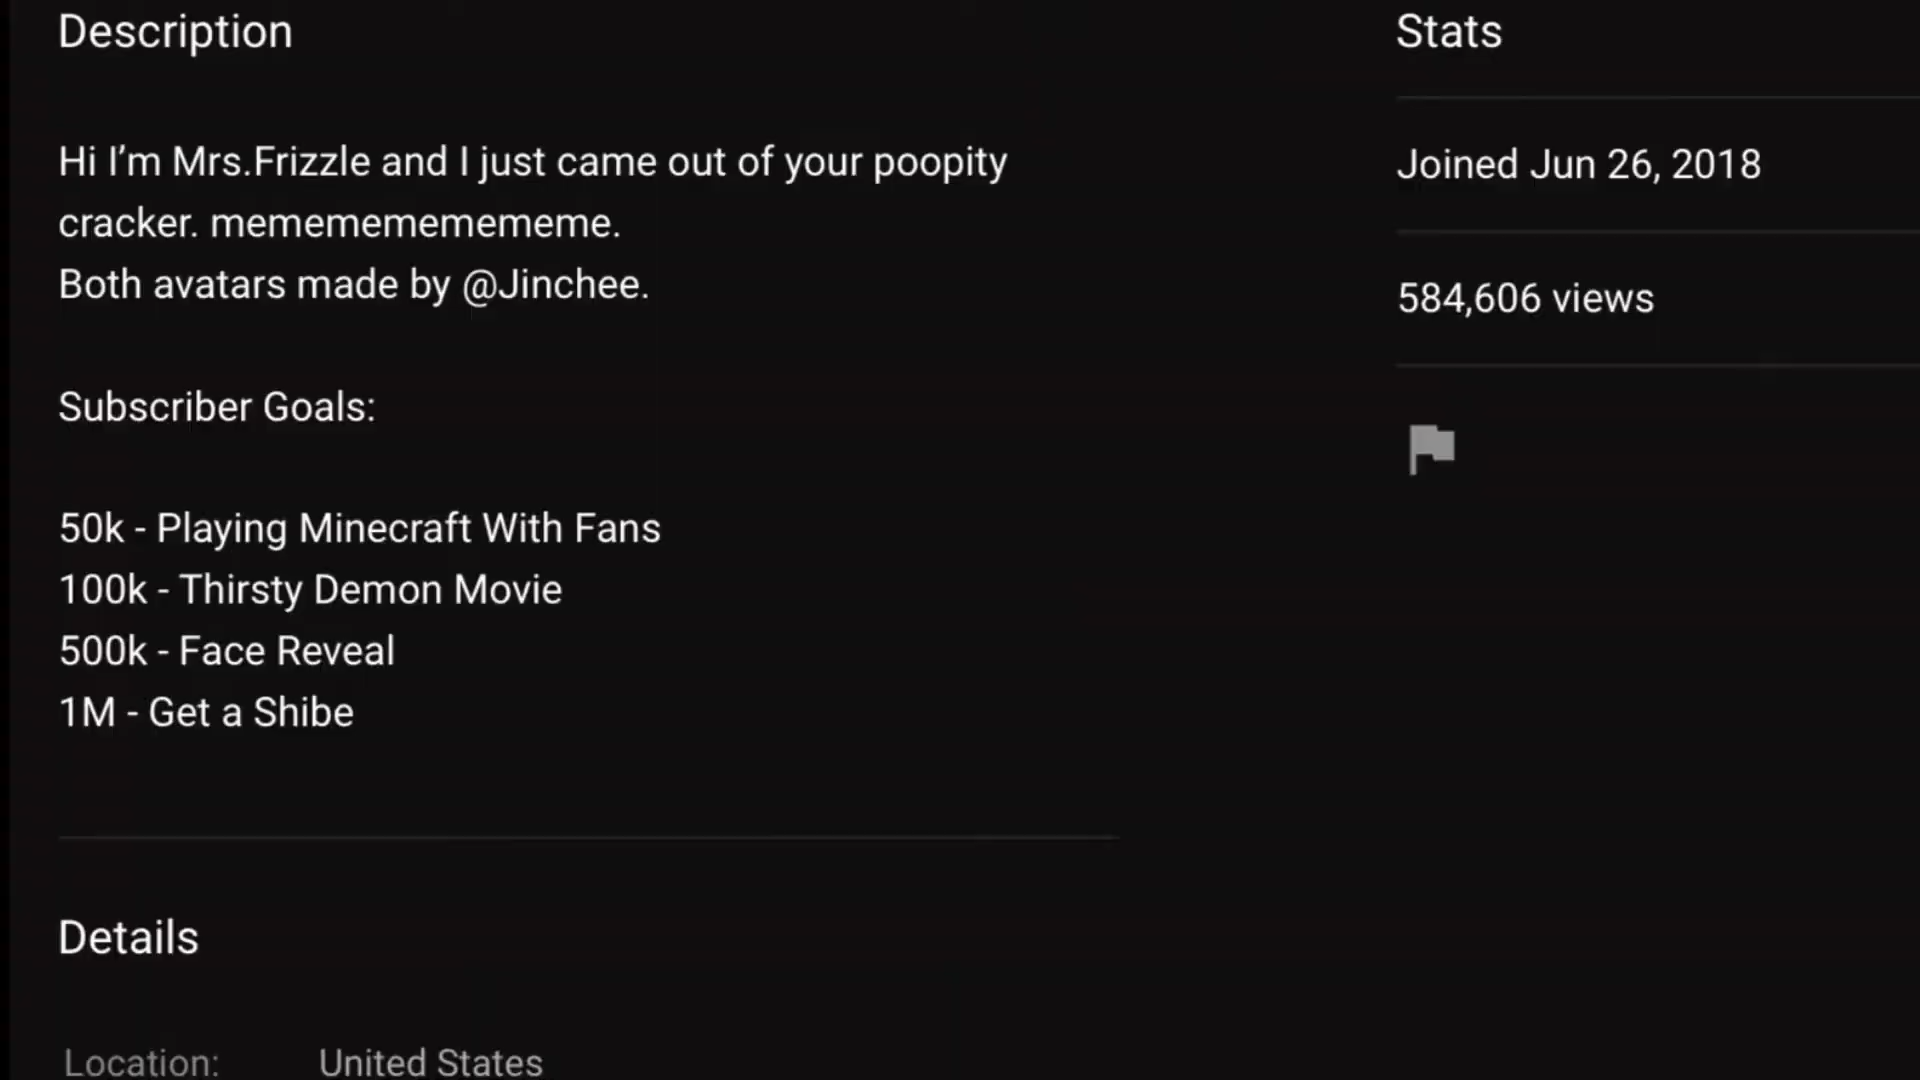 Description
Hi I’m Mrs.Frizzle and I just came out of your poopity
cracker. memememememememe.
Both avatars made by @Jinchee.
Subscriber Goals:
50k - Playing Minecraft With Fans
100k - Thirsty Demon Movie
500k - Face Reveal
1M - Get a Shibe
Details
Location: United States
Stats
Joined Jun 26, 2018
584,606 views